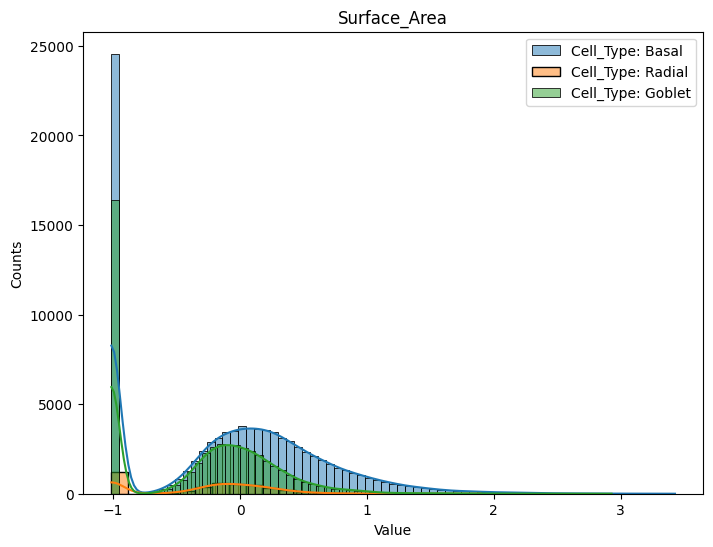 Surface_Area
Cell_Type: Basal
Cell_Type: Radial
Cell_Type: Goblet
25000
20000
15000
10000
5000
0
Counts
−1
0
1
2
3
Value